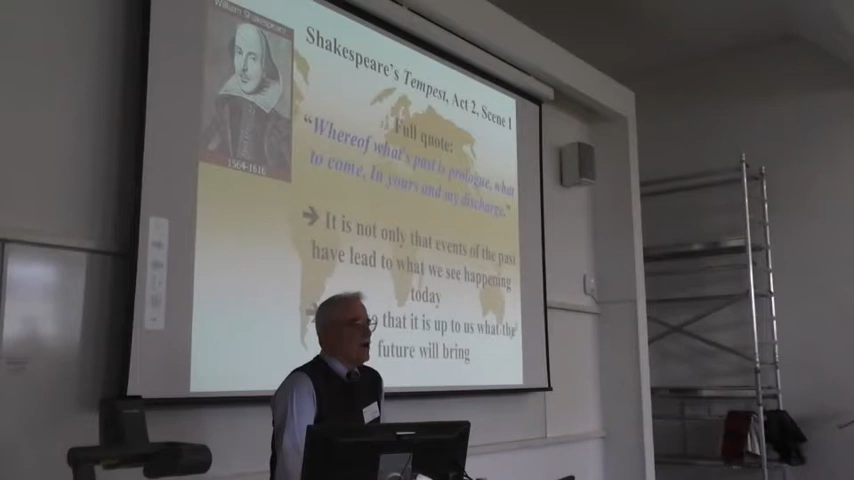 William Shakespeare
1564-1616
Shakespeare's Tempest, Act 2, Scene 1
Full quote:
"Whereof what's past is prologue, what
to come, In yours and my discharge."
➔ It is not only that events of the past
have lead to what we see happening
today
that it is up to us what the
future will bring